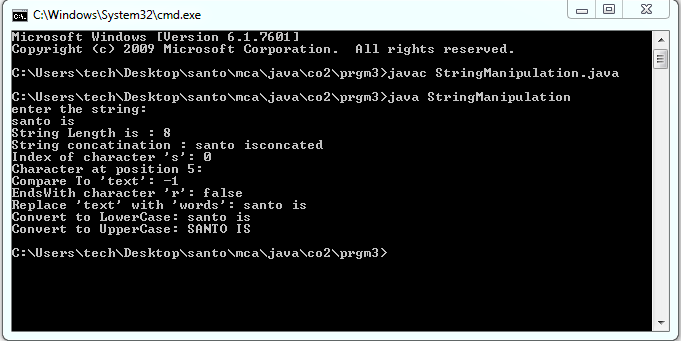 C:\Windows\System32\cmd.exe
Microsoft Windows [Version 6.1.7601]
Copyright (c) 2009 Microsoft Corporation.  All rights reserved.
C:\Users\tech\Desktop\santo\mca\java\co2\prgm3>javac StringManipulation.java
C:\Users\tech\Desktop\santo\mca\java\co2\prgm3>java StringManipulation
enter the string:
santo is
String Length is : 8
String concatination : santo isconcated
Index of character 's': 0
Character at position 5:
Compare To 'text': -1
EndsWith character 'r': false
Replace 'text' with 'words': santo is
Convert to LowerCase: santo is
Convert to UpperCase: SANTO IS
C:\Users\tech\Desktop\santo\mca\java\co2\prgm3>